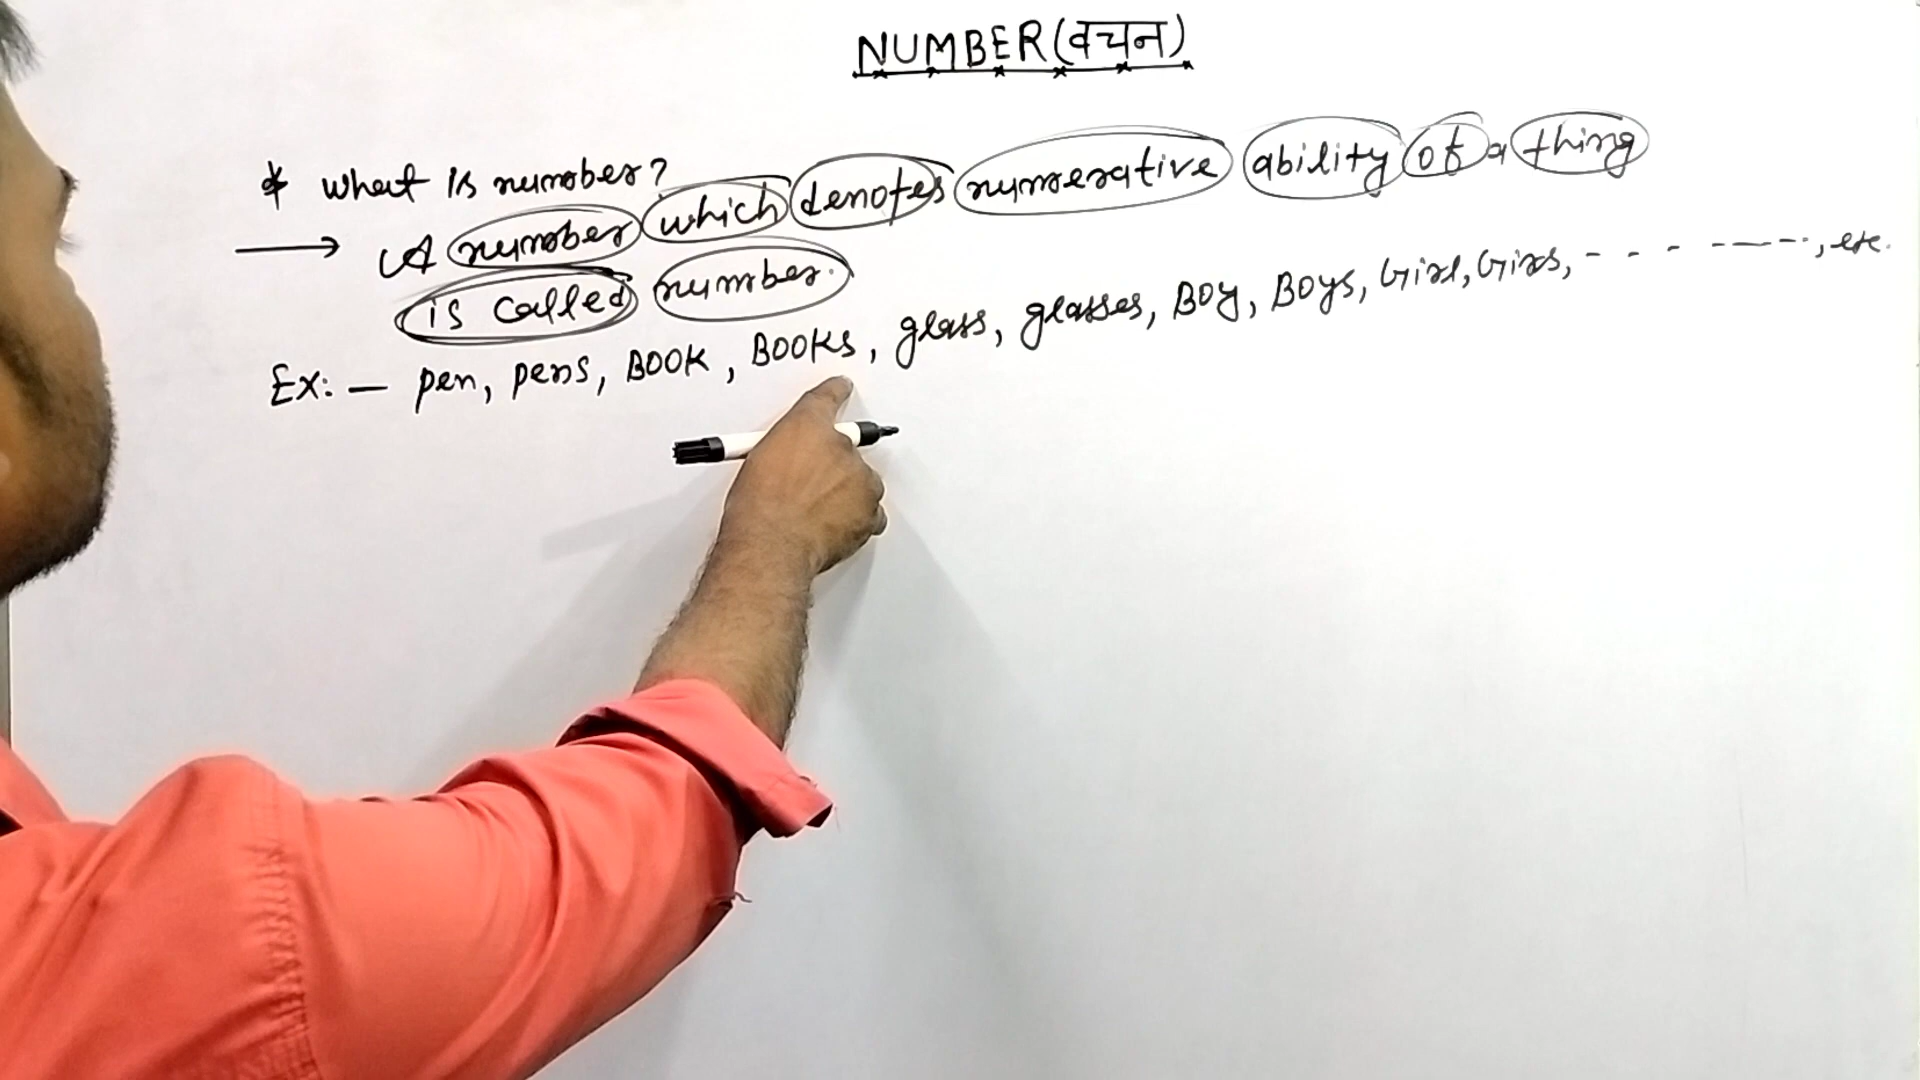 NUMBER(वचन)
* what is number?
→ A number which denotes numerative ability of a thing
is called number.
Ex: — pen, pens, BOOK, BOOKs, glass, glasses, BOy, BOys, Girl, Girls, - - - - — - - -, etc.